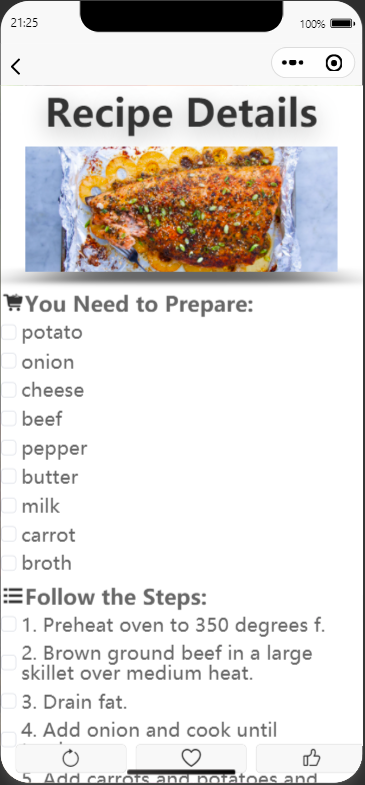 21:25
100%
Recipe Details
You Need to Prepare:
potato
onion
cheese
beef
pepper
butter
milk
carrot
broth
Follow the Steps:
1. Preheat oven to 350 degrees f.
2. Brown ground beef in a large
skillet over medium heat.
3. Drain fat.
4. Add onion and cook until
5. Add carrots and potatoes and